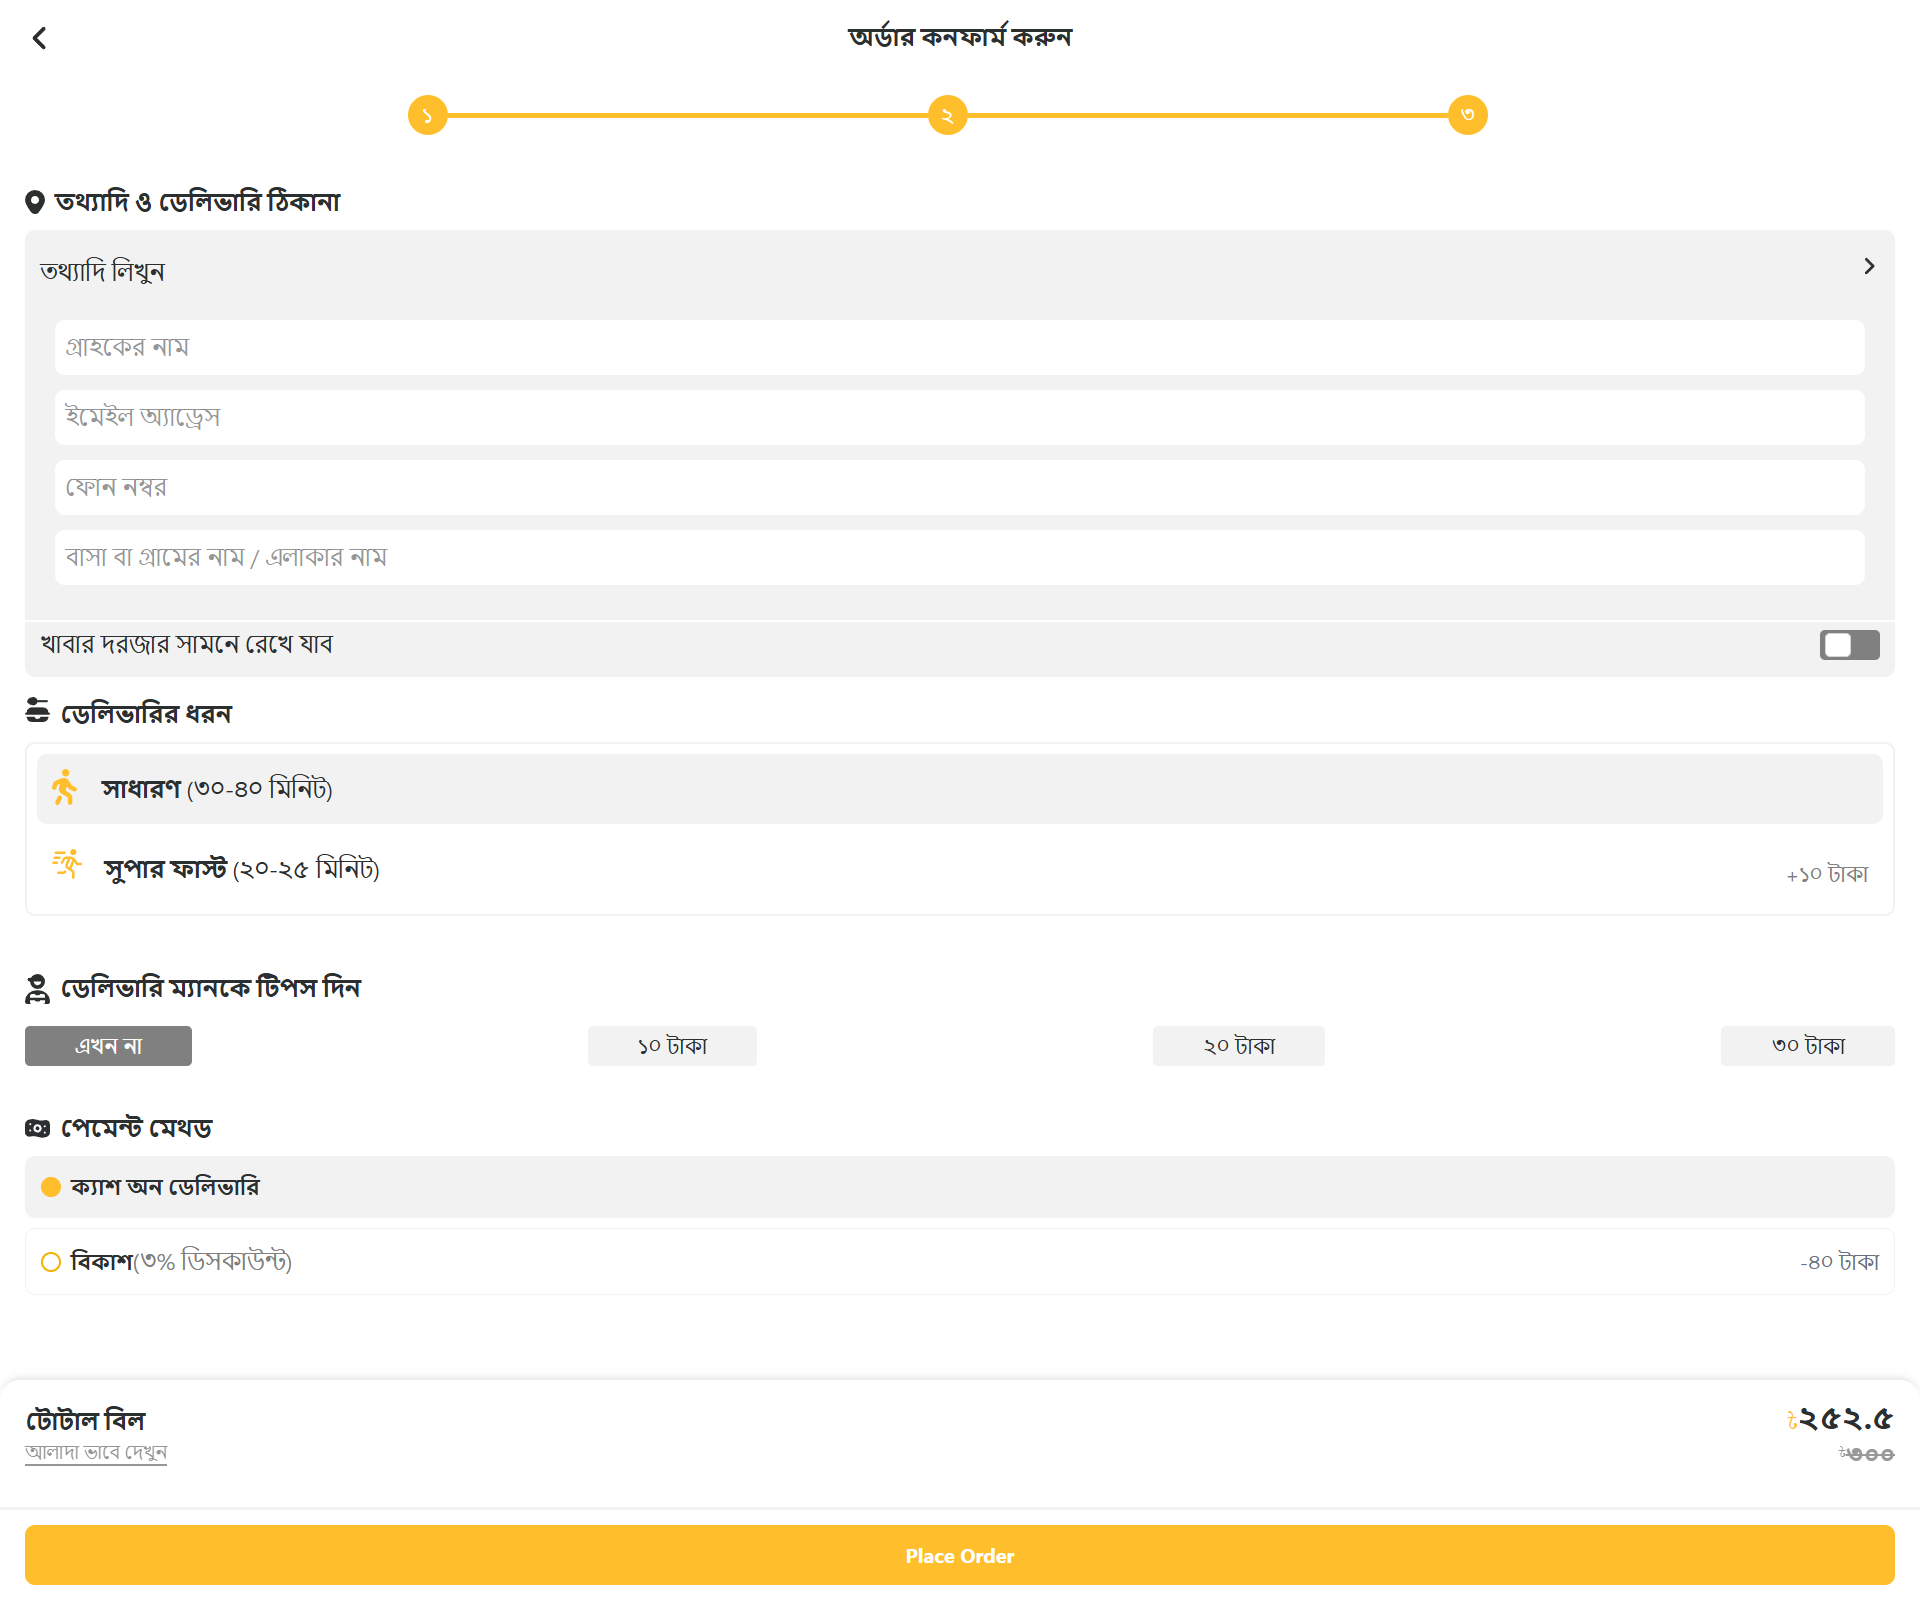 অর্ডার কনফার্ম করুন
১ ২ ৩
তথ্যাদি ও ডেলিভারি ঠিকানা
তথ্যাদি লিখুন
গ্রাহকের নাম
ইমেইল অ্যাড্রেস
ফোন নম্বর
বাসা বা গ্রামের নাম / এলাকার নাম
খাবার দরজার সামনে রেখে যাব
ডেলিভারির ধরন
সাধারণ (৩০-৪০ মিনিট)
সুপার ফাস্ট (২০-২৫ মিনিট) +১০ টাকা
ডেলিভারি ম্যানকে টিপস দিন
এখন না ১০ টাকা ২০ টাকা ৩০ টাকা
পেমেন্ট মেথড
ক্যাশ অন ডেলিভারি
বিকাশ(৩% ডিসকাউন্ট) -৪০ টাকা
টোটাল বিল ৳২৫২.৫
আলাদা ভাবে দেখুন ৳৩০০
Place Order